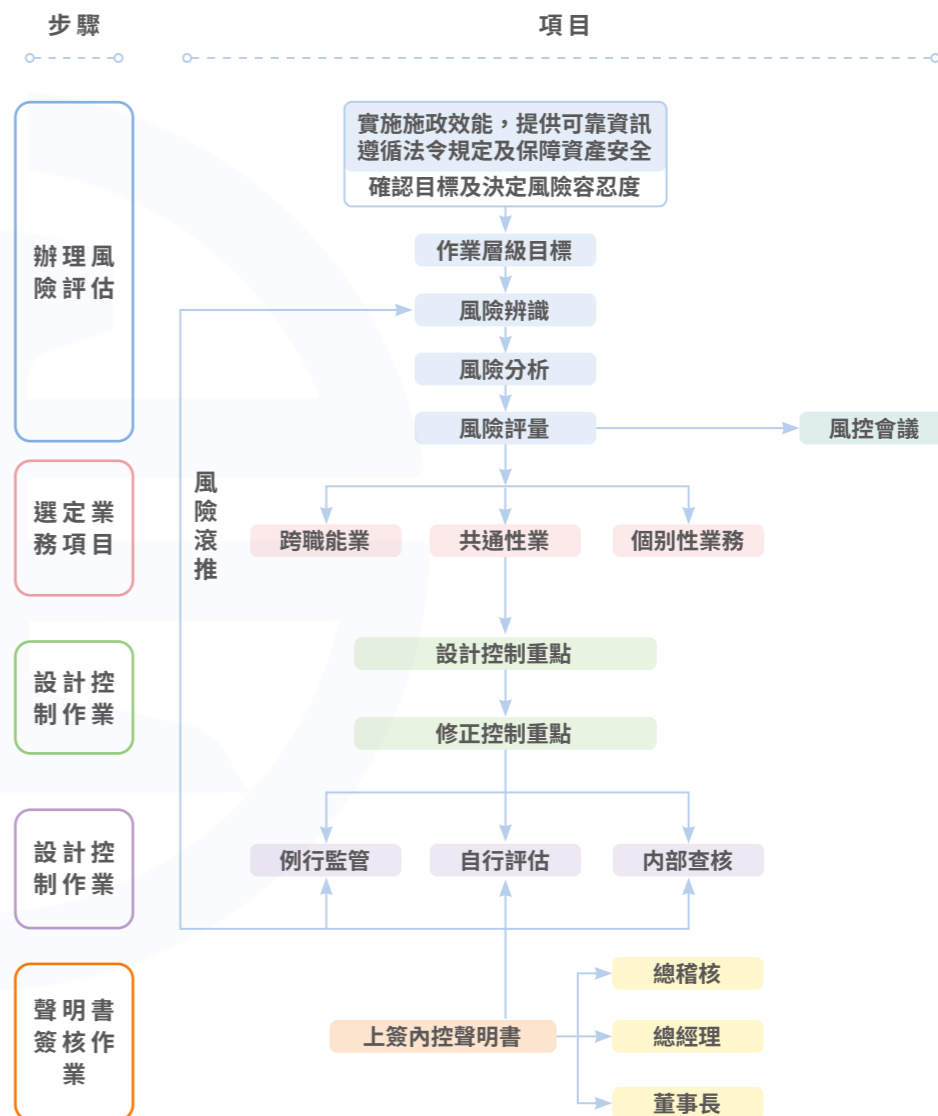 步驟
項目
實施施政效能，提供可靠資訊
遵循法令規定及保障資產安全
確認目標及決定風險容忍度
辦理風
險評估
作業層級目標
風險辨識
風險分析
風險評量
風控會議
風
險
滾
推
選定業
務項目
跨職能業
共通性業
個別性業務
設計控
制作業
設計控制重點
修正控制重點
設計控
制作業
例行監管
自行評估
內部查核
聲明書
簽核作
業
上簽內控聲明書
總稽核
總經理
董事長